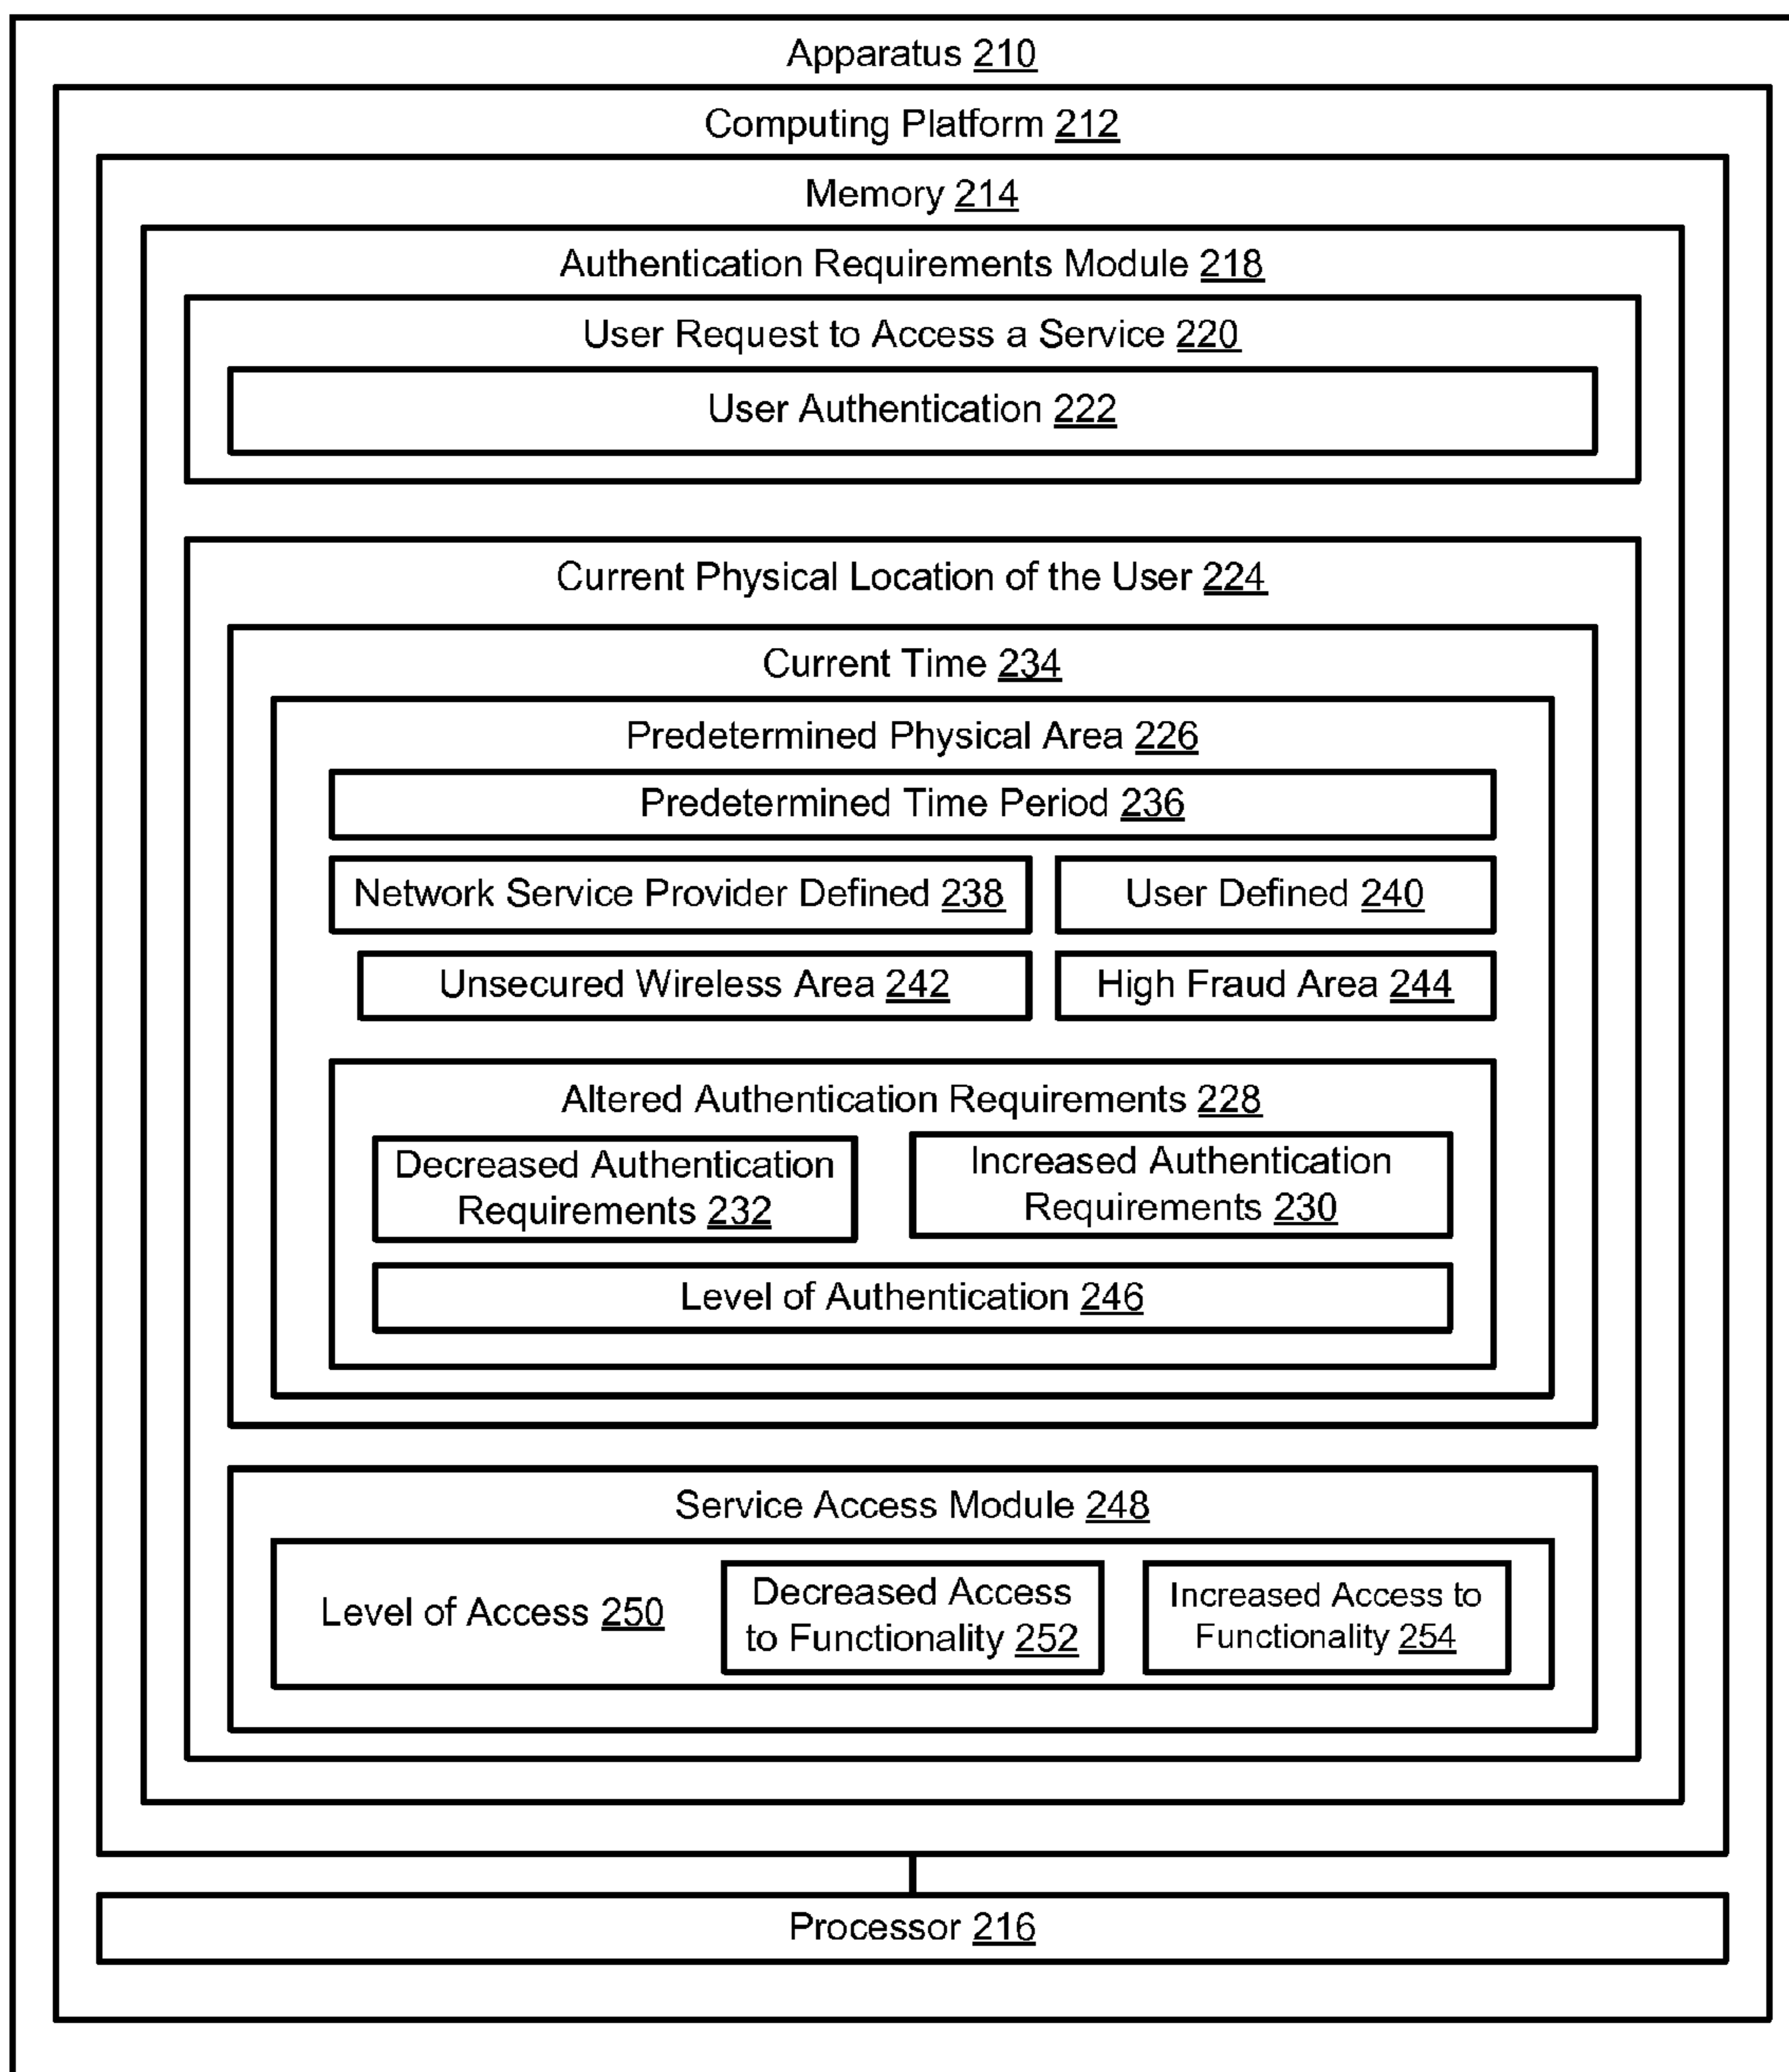 Apparatus 210
Computing Platform 212
Memory 214
Authentication Requirements Module 218
User Request to Access a Service 220
User Authentication 222
Current Physical Location of the User 224
Current Time 234
Predetermined Physical Area 226
Predetermined Time Period 236
Network Service Provider Defined 238
User Defined 240
Unsecured Wireless Area 242
High Fraud Area 244
Altered Authentication Requirements 228
Decreased Authentication
Requirements 232
Increased Authentication
Requirements 230
Level of Authentication 246
Service Access Module 248
Level of Access 250
Decreased Access
to Functionality 252
Increased Access to
Functionality 254
Processor 216